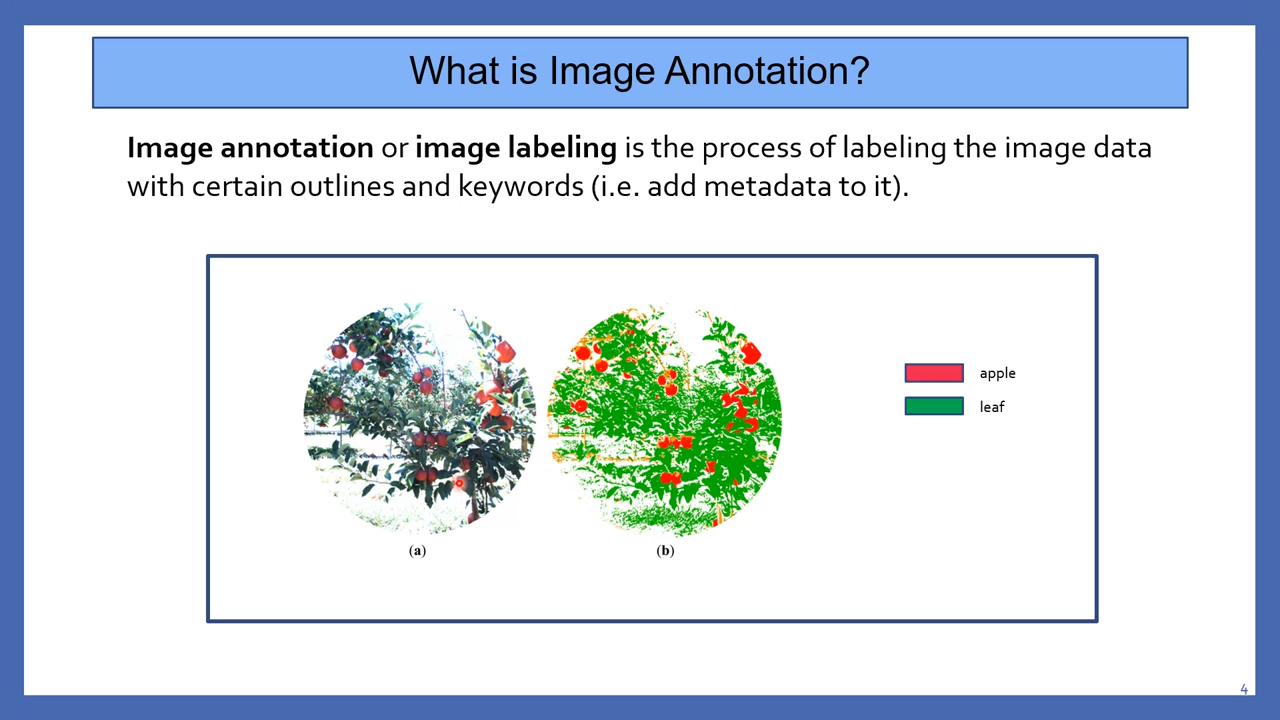 What is Image Annotation?
Image annotation or image labeling is the process of labeling the image data
with certain outlines and keywords (i.e. add metadata to it).
apple
leaf
(a)
(b)
4